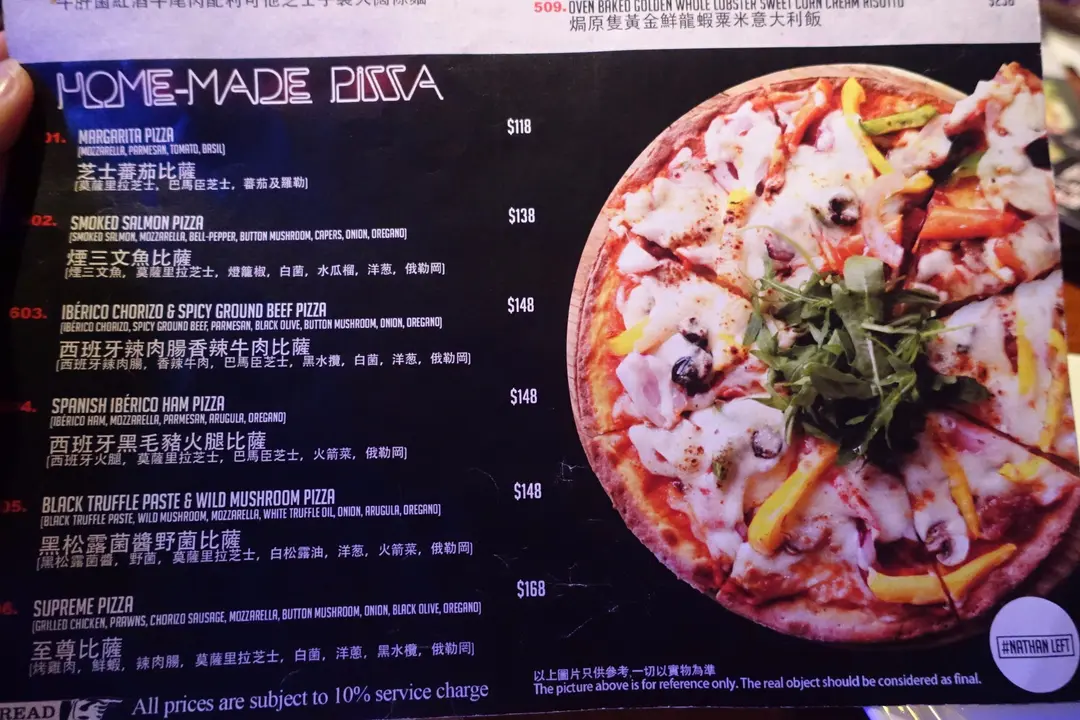 509. OVEN BAKED GOLDEN WHOLE LOBSTER SWEET CORN CREAM RISOTTO
焗原隻黃金鮮龍蝦粟米意大利飯
HOME-MADE PIZZA
01. MARGARITA PIZZA $118
(MOZZARELLA, PARMESAN, TOMATO, BASIL)
芝士蕃茄比薩
(莫薩里拉芝士, 巴馬臣芝士, 蕃茄及羅勒)
02. SMOKED SALMON PIZZA $138
(SMOKED SALMON, MOZZARELLA, BELL-PEPPER, BUTTON MUSHROOM, CAPERS, ONION, OREGANO)
煙三文魚比薩
(煙三文魚, 莫薩里拉芝士, 燈籠椒, 白菌, 水瓜榴, 洋葱, 俄勒岡)
603. IBÉRICO CHORIZO & SPICY GROUND BEEF PIZZA $148
(IBÉRICO CHORIZO, SPICY GROUND BEEF, PARMESAN, BLACK OLIVE, BUTTON MUSHROOM, ONION, OREGANO)
西班牙辣肉腸香辣牛肉比薩
(西班牙辣肉腸, 香辣牛肉, 巴馬臣芝士, 黑水欖, 白菌, 洋葱, 俄勒岡)
4. SPANISH IBÉRICO HAM PIZZA $148
(IBÉRICO HAM, MOZZARELLA, PARMESAN, ARUGULA, OREGANO)
西班牙黑毛豬火腿比薩
(西班牙火腿, 莫薩里拉芝士, 巴馬臣芝士, 火箭菜, 俄勒岡)
05. BLACK TRUFFLE PASTE & WILD MUSHROOM PIZZA $148
(BLACK TRUFFLE PASTE, WILD MUSHROOM, MOZZARELLA, WHITE TRUFFLE OIL, ONION, ARUGULA, OREGANO)
黑松露菌醬野菌比薩
(黑松露菌醬, 野菌, 莫薩里拉芝士, 白松露油, 洋葱, 火箭菜, 俄勒岡)
6. SUPREME PIZZA $168
(GRILLED CHICKEN, PRAWNS, CHORIZO SAUSAGE, MOZZARELLA, BUTTON MUSHROOM, ONION, BLACK OLIVE, OREGANO)
至尊比薩
(烤雞肉, 鮮蝦, 辣肉腸, 莫薩里拉芝士, 白菌, 洋蔥, 黑水欖, 俄勒岡)
#NATHAN LEFT
以上圖片只供參考,一切以實物為準
The picture above is for reference only. The real object should be considered as final.
READ
All prices are subject to 10% service charge